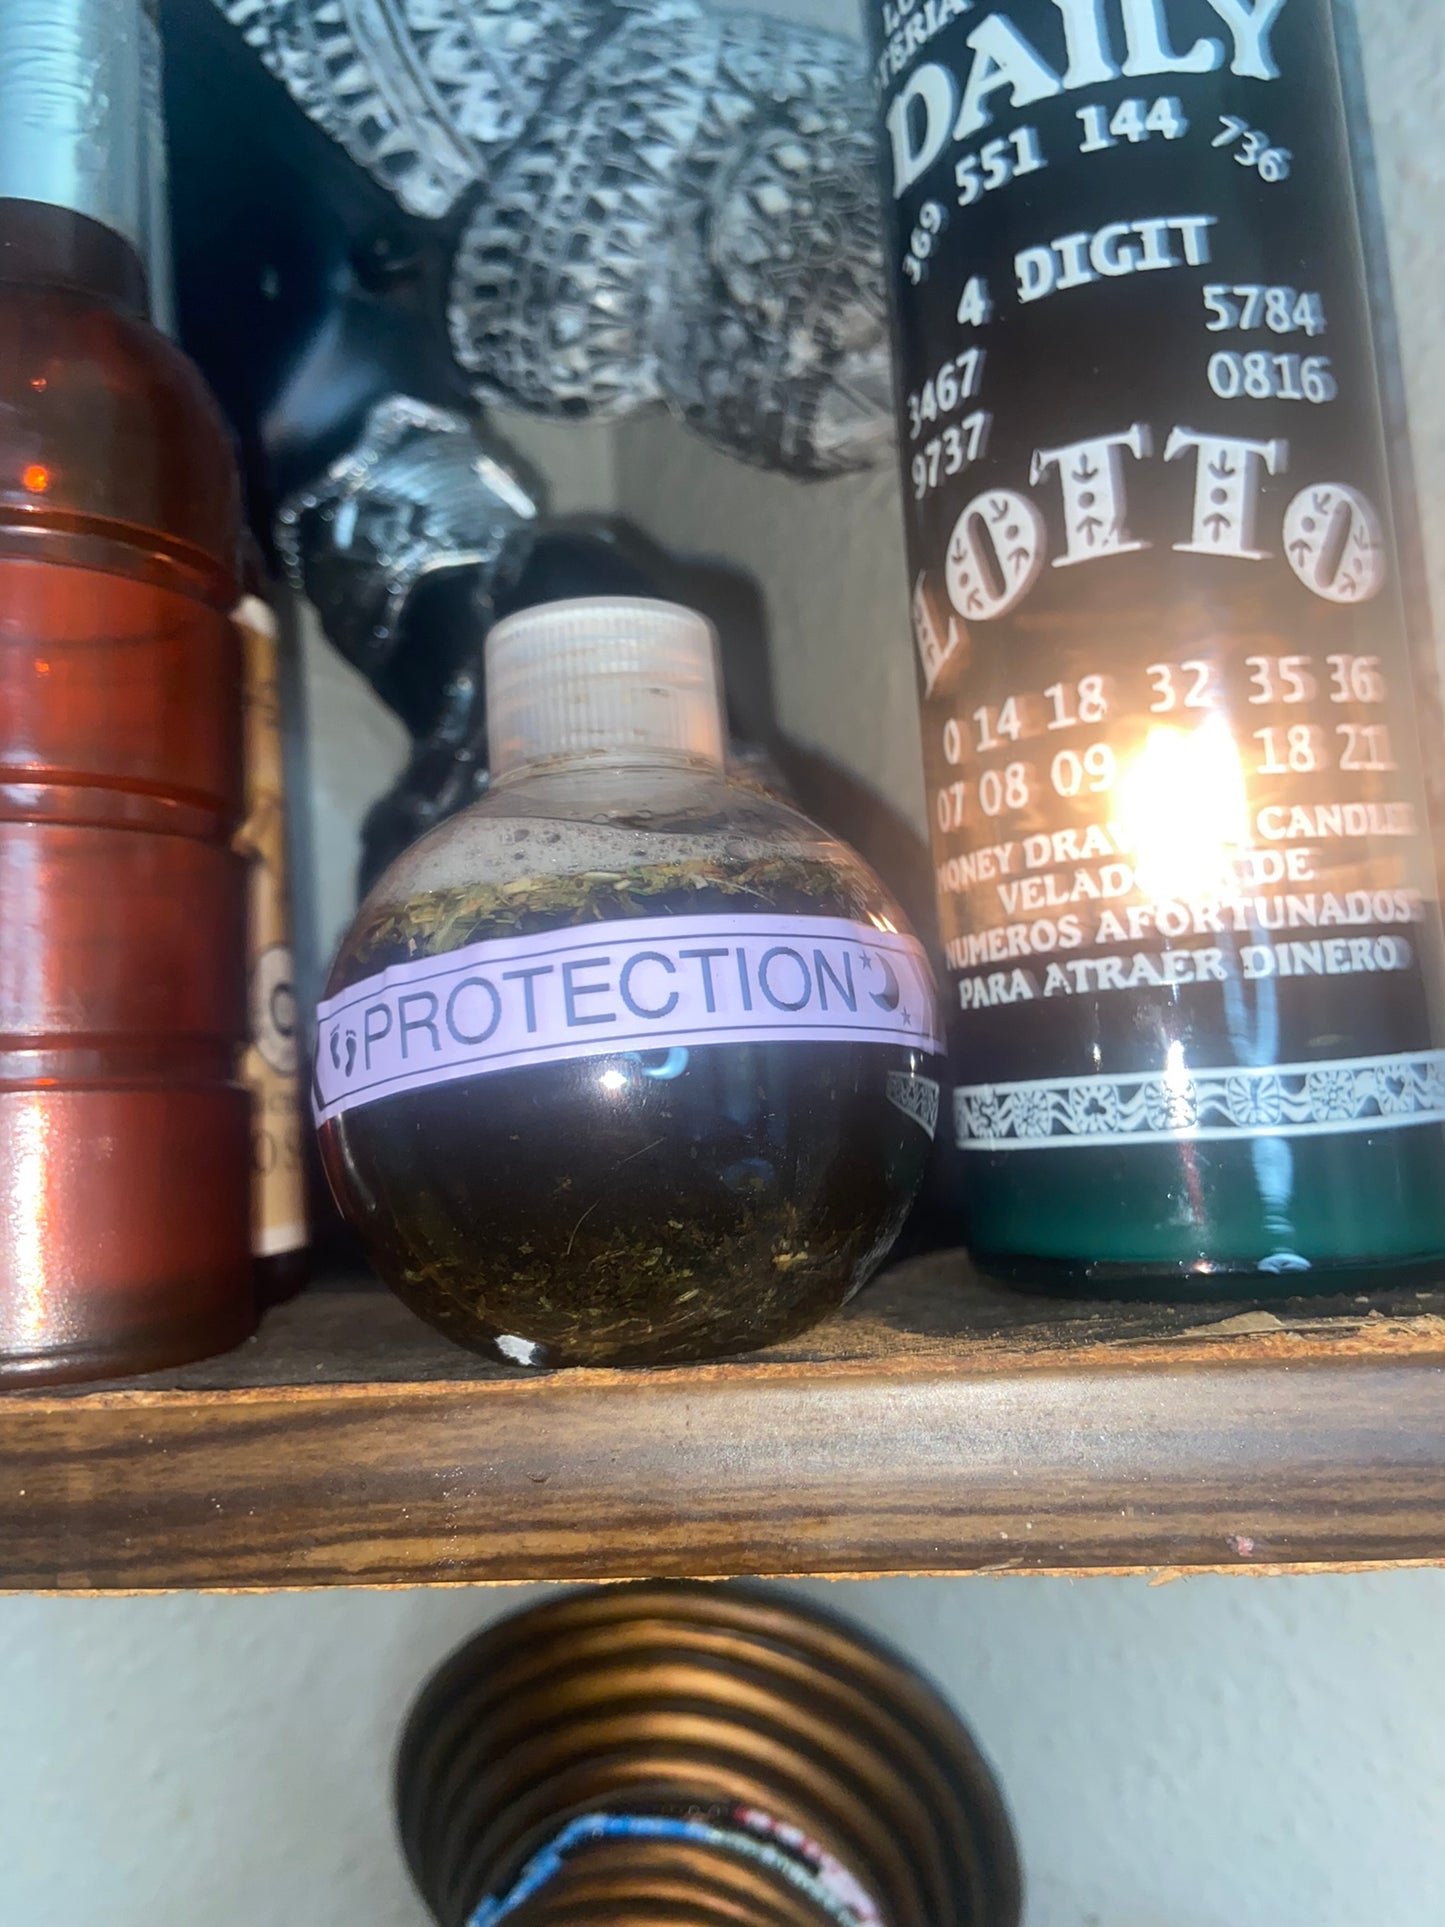 DAILY
369 551 144 736
4 DIGIT
3467 5784
9737 0816
LOTTO
0 14 18 32 35 36
07 08 09 18 21
MONEY DRAWING CANDLE
VELADORA DE
NUMEROS AFORTUNADOS
PARA ATRAER DINERO
PROTECTION